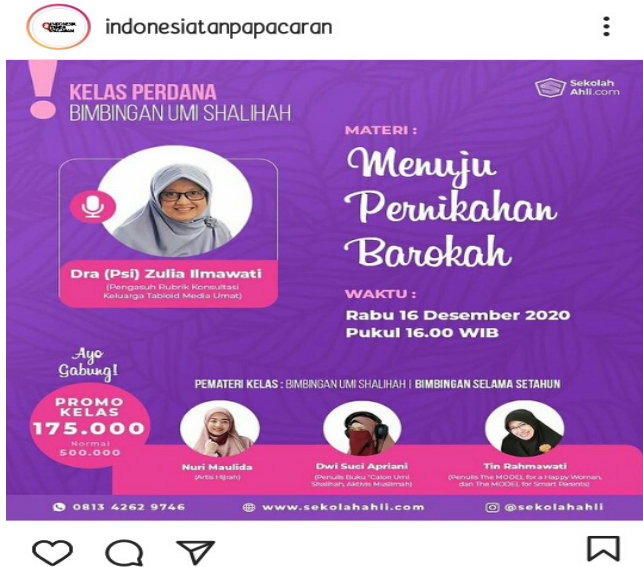 indonesiatanpapacaran
KELAS PERDANA
BIMBINGAN UMI SHALIHAH
Sekolah
Ahli.com
MATERI :
Menuju
Pernikahan
Barokah
Dra (Psi) Zulia Ilmawati
(Pengasuh Rubrik Konsultasi
Keluarga Tabloid Media Umat)
WAKTU :
Rabu 16 Desember 2020
Pukul 16.00 WIB
Ayo
Gabung!
PROMO
KELAS
175.000
Normal
500.000
PEMATERI KELAS : BIMBINGAN UMI SHALIHAH | BIMBINGAN SELAMA SETAHUN
Nuri Maulida
(Artis Hijrah)
Dwi Suci Apriani
(Penulis Buku "Calon Umi
Shalihah, Aktivis Muslimah)
Tin Rahmawati
(Penulis The MODEL for a Happy Woman,
dan The MODEL for Smart Parents)
0813 4262 9746
www.sekolahahli.com
@sekolahahli